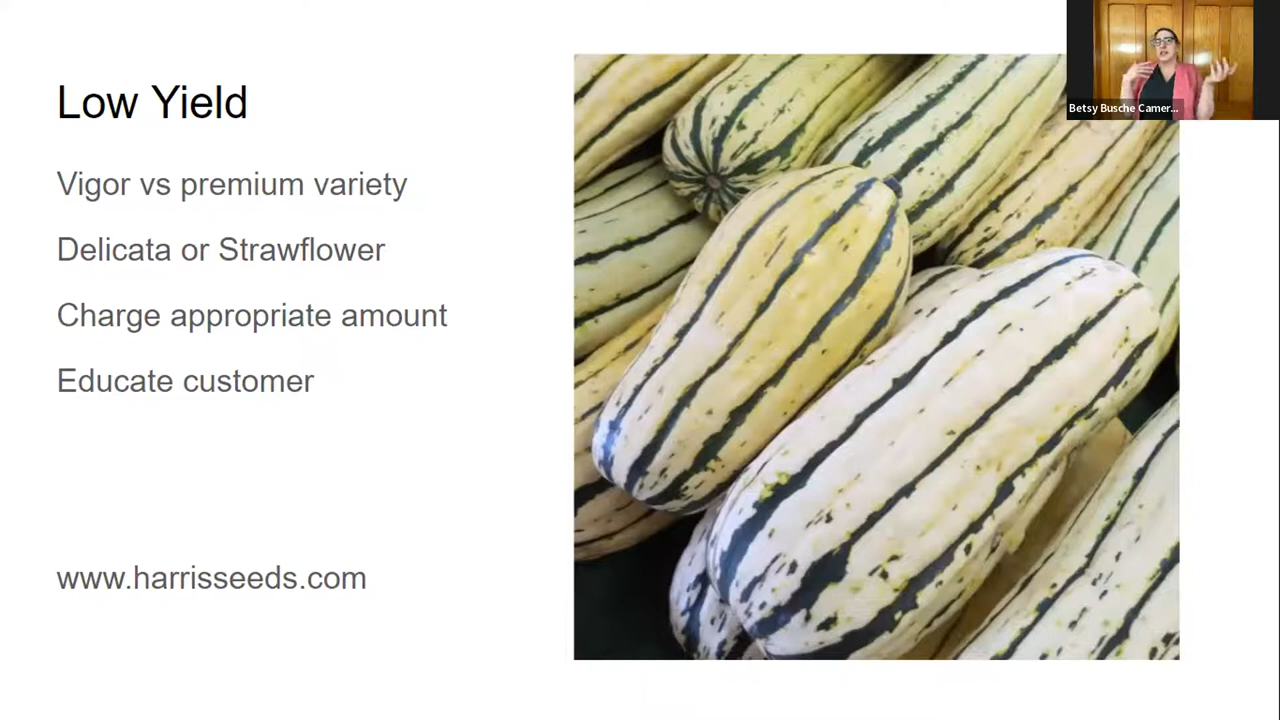 Low Yield
Vigor vs premium variety
Delicata or Strawflower
Charge appropriate amount
Educate customer
www.harrisseeds.com
Betsy Busche Camer...